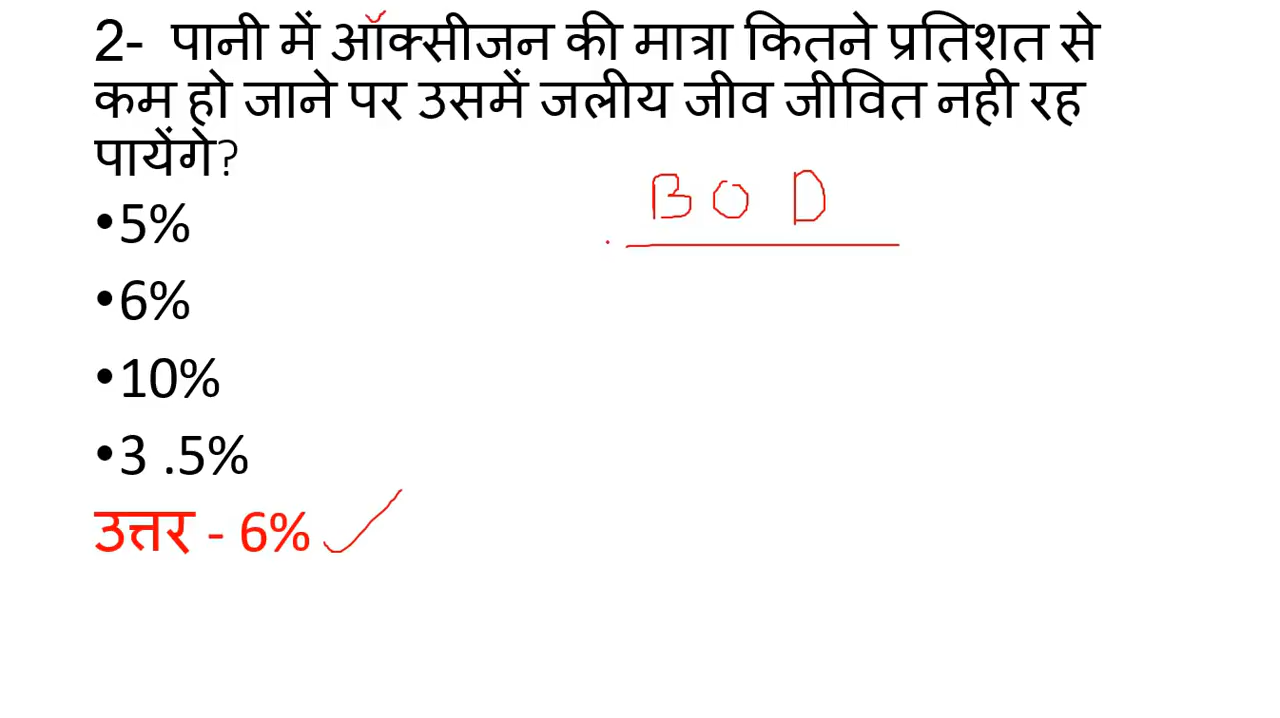 2- पानी में ऑक्सीजन की मात्रा कितने प्रतिशत से
कम हो जाने पर उसमें जलीय जीव जीवित नही रह
पायेंगे?
B O D
•5%
•6%
•10%
•3 .5%
उत्तर - 6%